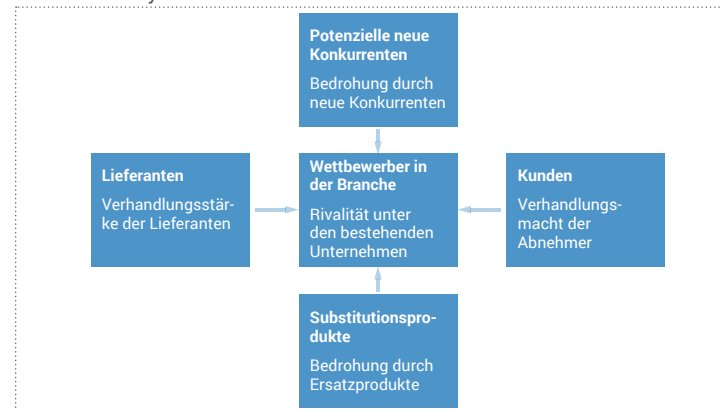 Potenzielle neue
Konkurrenten
Bedrohung durch
neue Konkurrenten
Lieferanten
Verhandlungsstär-
ke der Lieferanten
Wettbewerber in
der Branche
Rivalität unter
den bestehenden
Unternehmen
Kunden
Verhandlungs-
macht der
Abnehmer
Substitutionspro-
dukte
Bedrohung durch
Ersatzprodukte